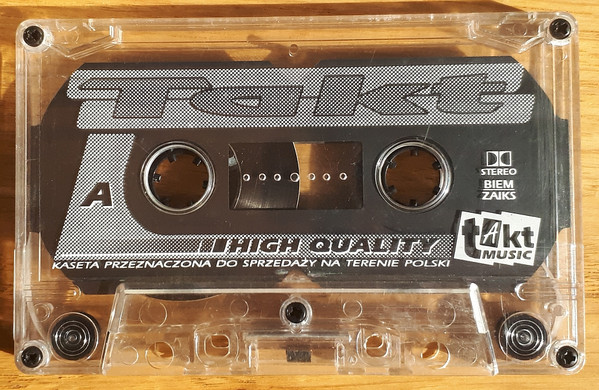 Takt
A
STEREO
BIEM
ZAIKS
HIGH QUALITY
tAkt
MUSIC
KASETA PRZEZNACZONA DO SPRZEDAŻY NA TERENIE POLSKI